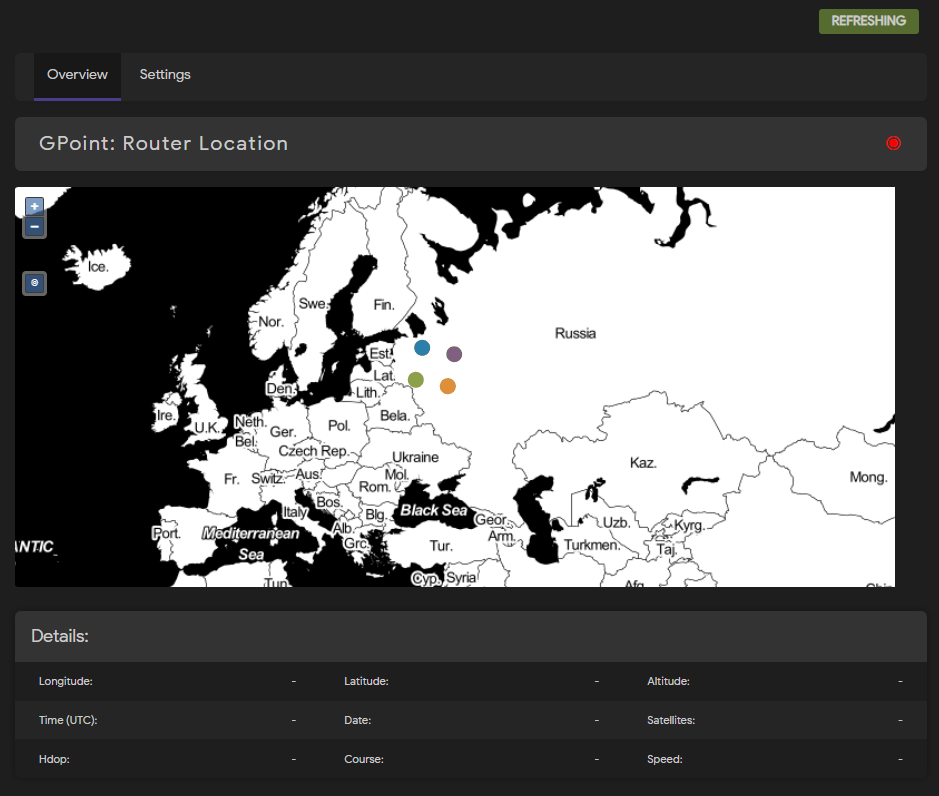 REFRESHING
Overview Settings
GPoint: Router Location
+
−
Ice.
Swe. Fin.
Nor.
Russia
Est.
Lat.
Den.
Lith.
Ire.
U.K. Neth. Ger. Pol. Bela.
Bel.
Czech Rep. Ukraine
Kaz.
Fr. Switz. Aus. Mol.
Rom.
Mong.
Bos.
Italy Blg. Black Sea
Geor.
Uzb. Kyrg.
Port. Mediterranean Alb.
Sea
Grc. Arm.
Tur. Turkmen. Taj.
ANTIC
Tun. Cyp. Syria
Afg.
Details:
Longitude: - Latitude: - Altitude: -
Time (UTC): - Date: - Satellites: -
Hdop: - Course: - Speed: -